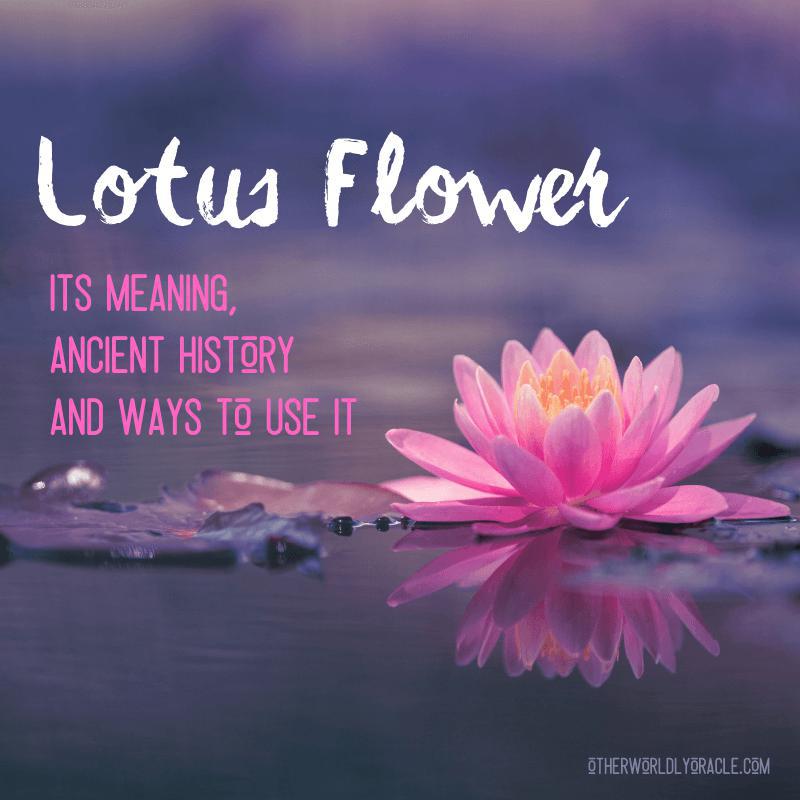 Lotus Flower
ITS MEANING,
ANCIENT HISTORY
AND WAYS TO USE IT
OTHERWORLDLYORACLE.COM